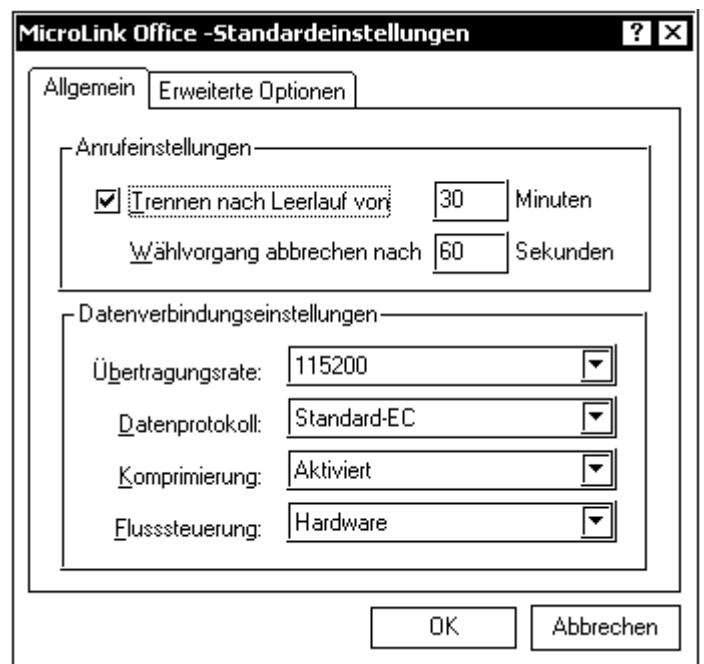 MicroLink Office -Standardeinstellungen ? X
Allgemein Erweiterte Optionen
Anrufeinstellungen
Trennen nach Leerlauf von 30 Minuten
Wählvorgang abbrechen nach 60 Sekunden
Datenverbindungseinstellungen
Übertragungsrate: 115200
Datenprotokoll: Standard-EC
Komprimierung: Aktiviert
Flusssteuerung: Hardware
OK Abbrechen